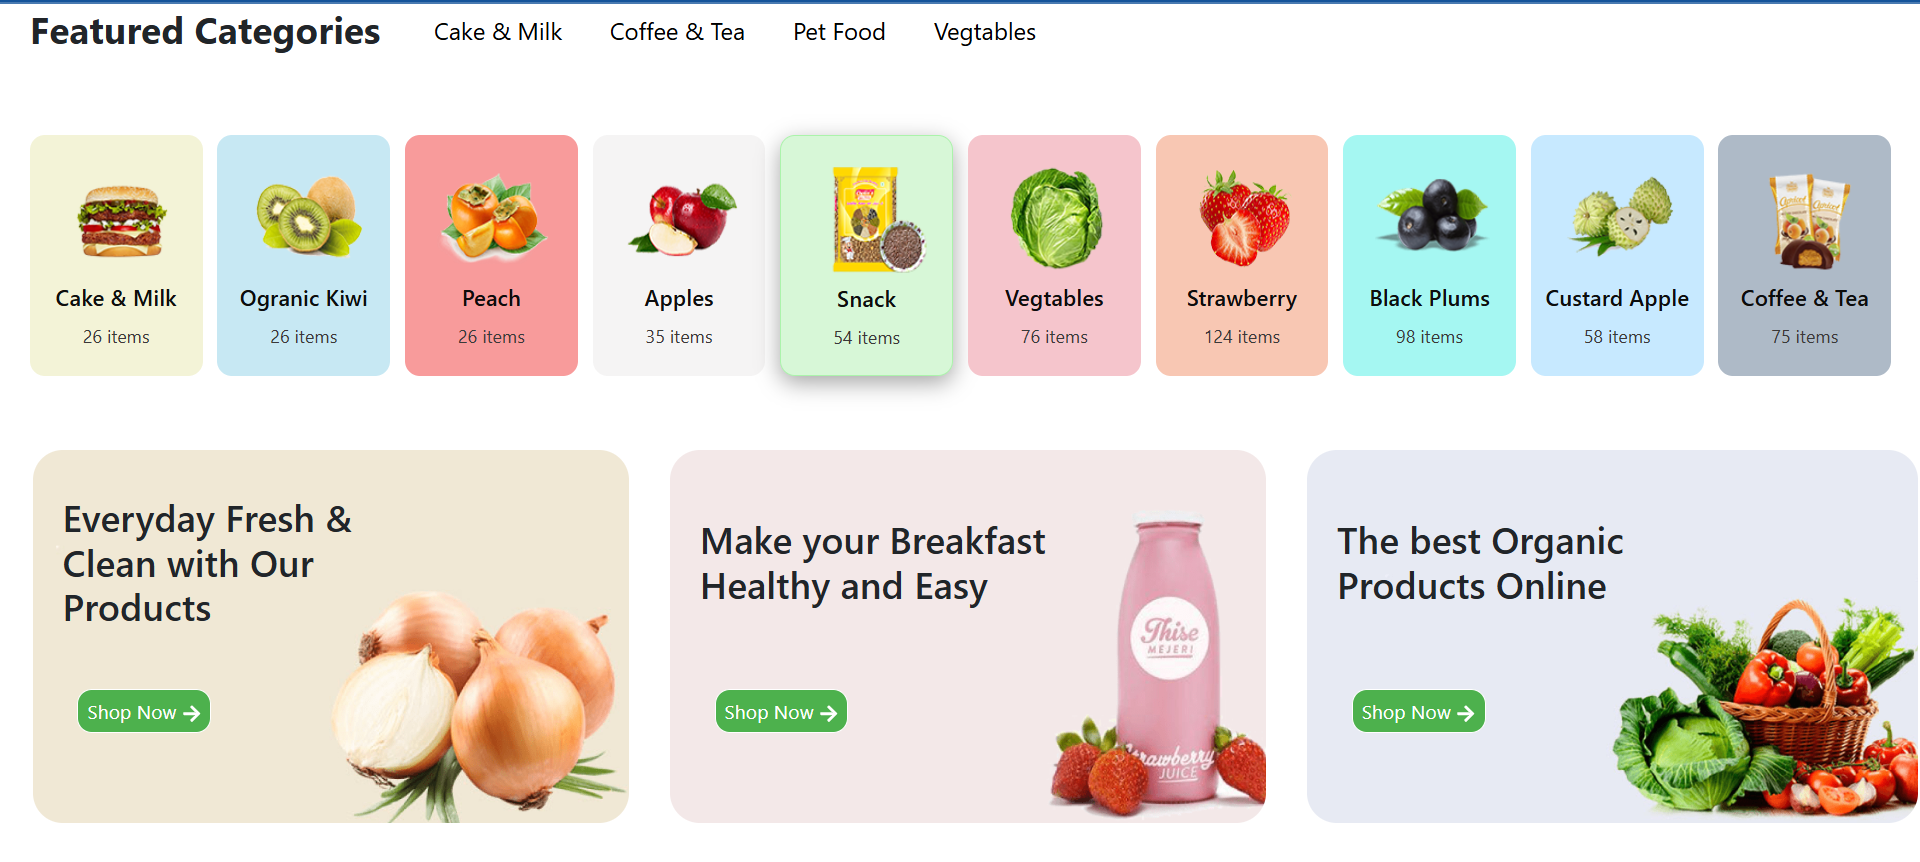 Featured Categories
Cake & Milk
Coffee & Tea
Pet Food
Vegtables
Cake & Milk
26 items
Ogranic Kiwi
26 items
Peach
26 items
Apples
35 items
Snack
54 items
Vegtables
76 items
Strawberry
124 items
Black Plums
98 items
Custard Apple
58 items
Apricot
Coffee & Tea
75 items
Everyday Fresh &
Clean with Our
Products
Shop Now
Make your Breakfast
Healthy and Easy
Shop Now
Thise
MEJERI
Strawberry
JUICE
The best Organic
Products Online
Shop Now